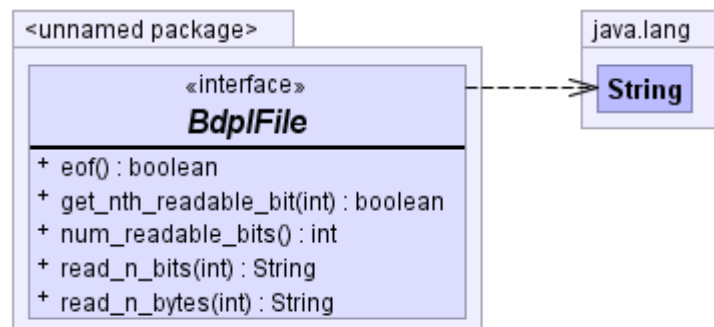 <unnamed package>
java.lang
«interface»
BdplFile
String
+ eof() : boolean
+ get_nth_readable_bit(int) : boolean
+ num_readable_bits() : int
+ read_n_bits(int) : String
+ read_n_bytes(int) : String